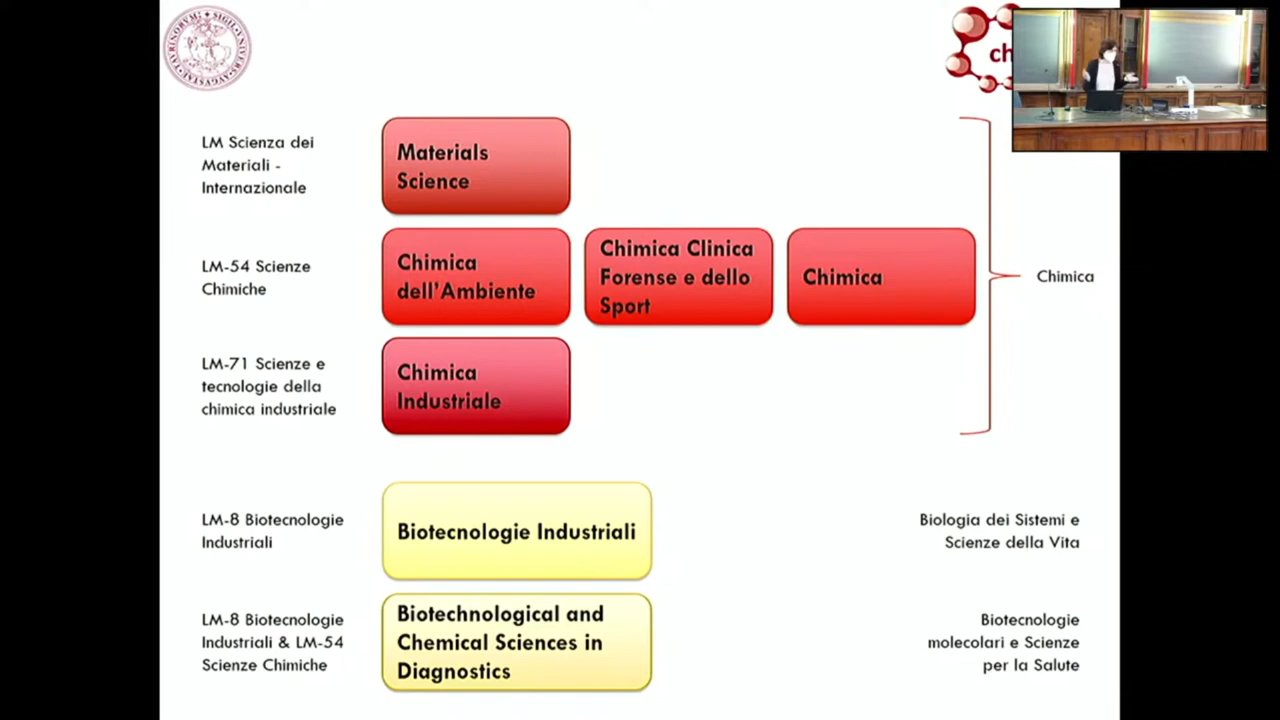 LM Scienza dei
Materiali -
Internazionale
Materials
Science
LM-54 Scienze
Chimiche
Chimica
dell'Ambiente
Chimica Clinica
Forense e dello
Sport
Chimica
Chimica
LM-71 Scienze e
tecnologie della
chimica industriale
Chimica
Industriale
LM-8 Biotecnologie
Industriali
Biotecnologie Industriali
Biologia dei Sistemi e
Scienze della Vita
LM-8 Biotecnologie
Industriali & LM-54
Scienze Chimiche
Biotechnological and
Chemical Sciences in
Diagnostics
Biotecnologie
molecolari e Scienze
per la Salute